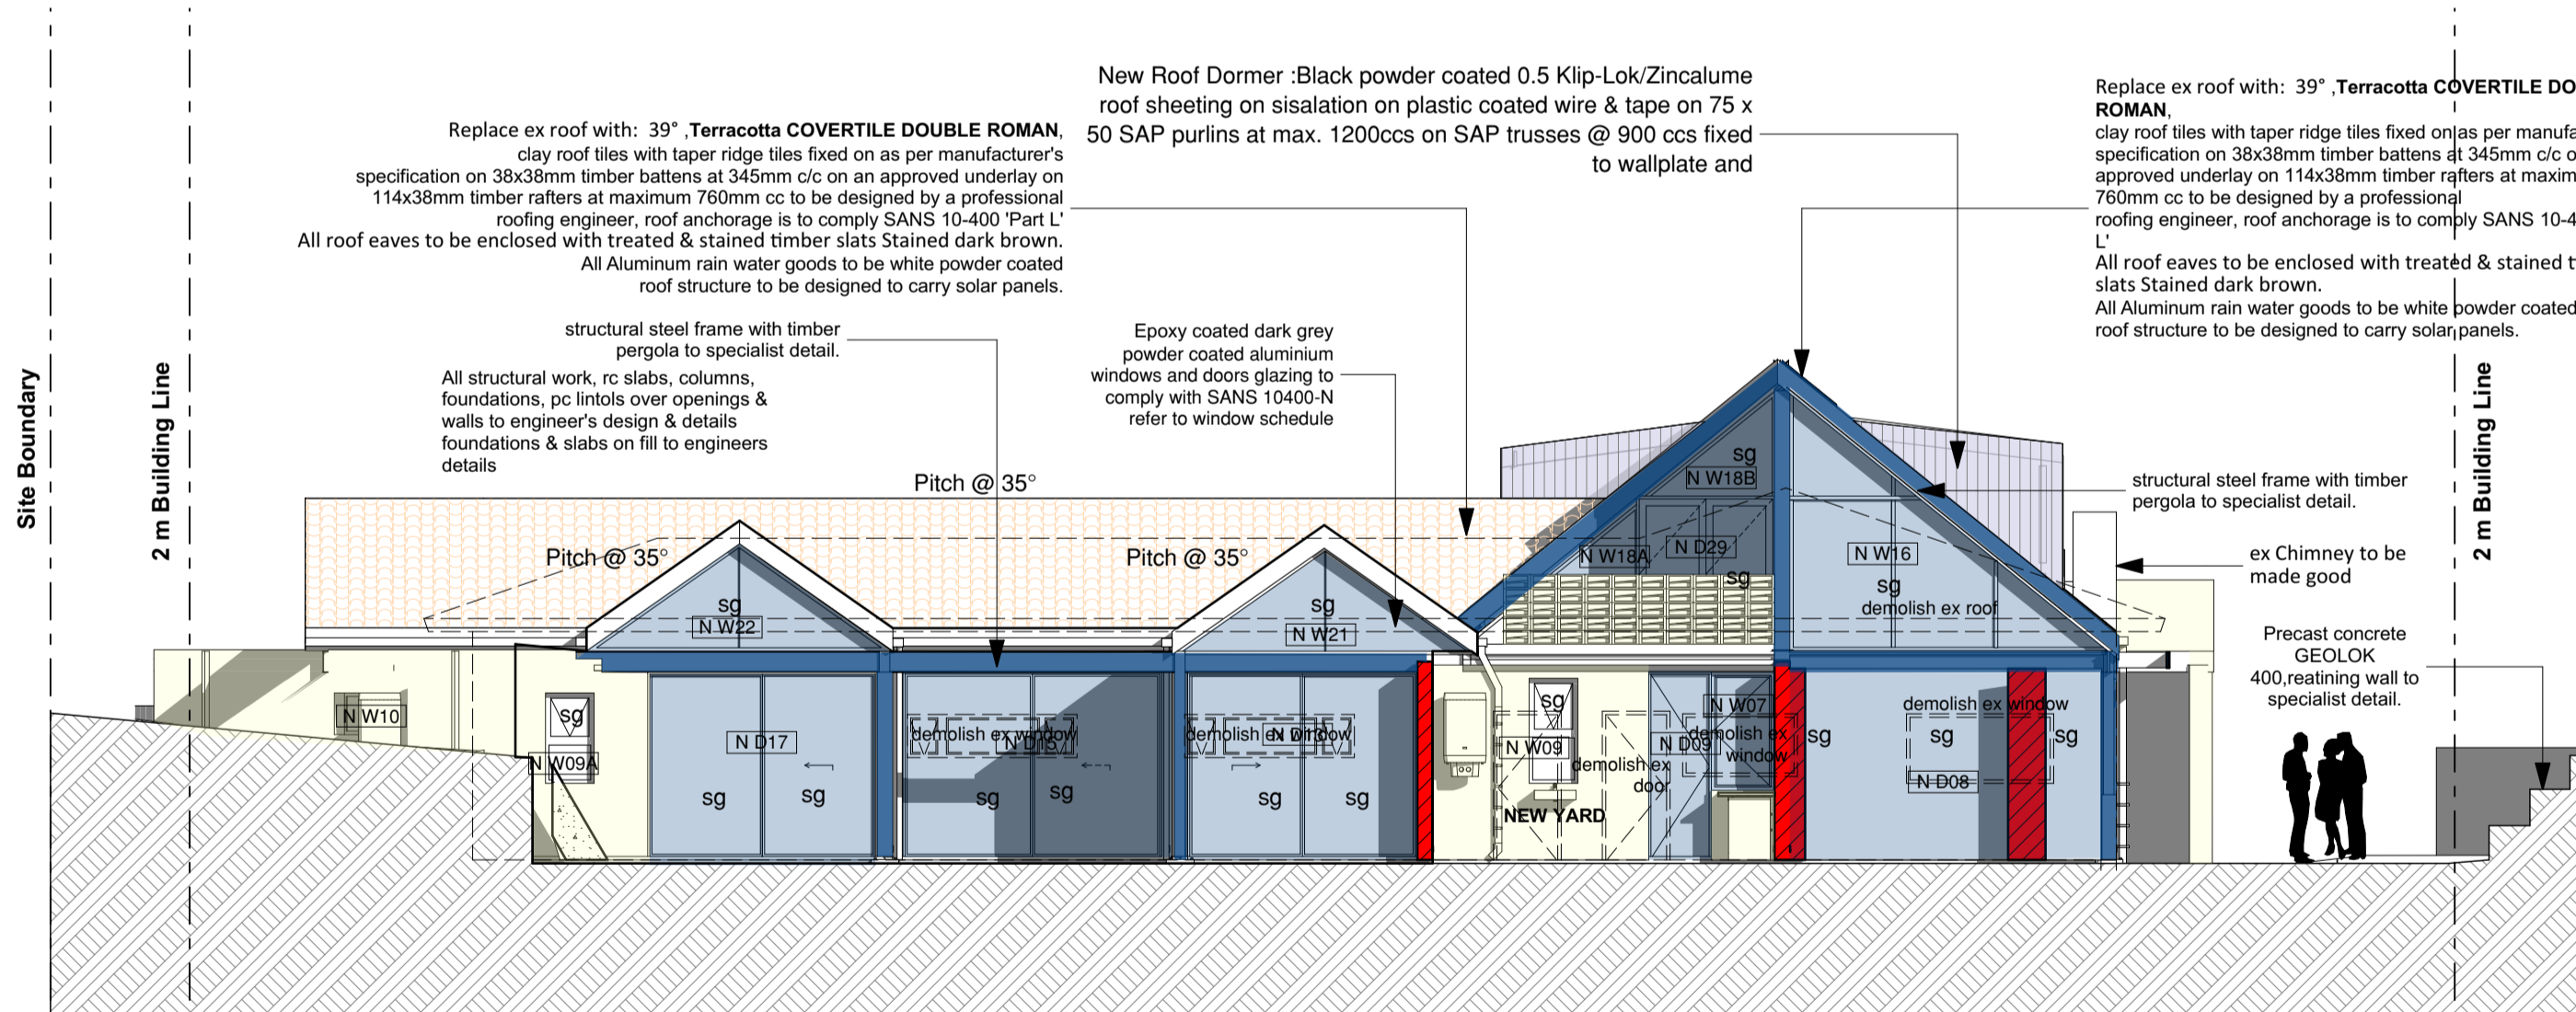 New Roof Dormer :Black powder coated 0.5 Klip-Lok/Zincalume
roof sheeting on sisalation on plastic coated wire & tape on 75 x
50 SAP purlins at max. 1200ccs on SAP trusses @ 900 ccs fixed
to wallplate and
Replace ex roof with:  39° ,Terracotta COVERTILE DOUBLE ROMAN,
clay roof tiles with taper ridge tiles fixed on as per manufacturer's
specification on 38x38mm timber battens at 345mm c/c on an approved underlay on
114x38mm timber rafters at maximum 760mm cc to be designed by a professional
roofing engineer, roof anchorage is to comply SANS 10-400 'Part L'
All roof eaves to be enclosed with treated & stained timber slats Stained dark brown.
All Aluminum rain water goods to be white powder coated
roof structure to be designed to carry solar panels.
Replace ex roof with:  39° ,Terracotta COVERTILE DO
ROMAN,
clay roof tiles with taper ridge tiles fixed on as per manufa
specification on 38x38mm timber battens at 345mm c/c o
approved underlay on 114x38mm timber rafters at maxim
760mm cc to be designed by a professional
roofing engineer, roof anchorage is to comply SANS 10-4
L'
All roof eaves to be enclosed with treated & stained t
slats Stained dark brown.
All Aluminum rain water goods to be white powder coated
roof structure to be designed to carry solar panels.
structural steel frame with timber
pergola to specialist detail.
All structural work, rc slabs, columns,
foundations, pc lintols over openings &
walls to engineer's design & details
foundations & slabs on fill to engineers
details
Epoxy coated dark grey
powder coated aluminium
windows and doors glazing to
comply with SANS 10400-N
refer to window schedule
Site Boundary
2 m Building Line
2 m Building Line
Pitch @ 35°
Pitch @ 35°
Pitch @ 35°
structural steel frame with timber
pergola to specialist detail.
ex Chimney to be
made good
Precast concrete
GEOLOK
400,reatining wall to
specialist detail.
sg
N W18B
N W18A
N D29
sg
N W16
sg
demolish ex roof
sg
N W22
sg
N W21
N W10
sg
N W09A
N D17
sg
sg
demolish ex window
sg
sg
demolish ex window
sg
sg
sg
N W09
demolish ex
door
NEW YARD
N D09
N W07
demolish ex
window
sg
demolish ex window
sg
sg
N D08